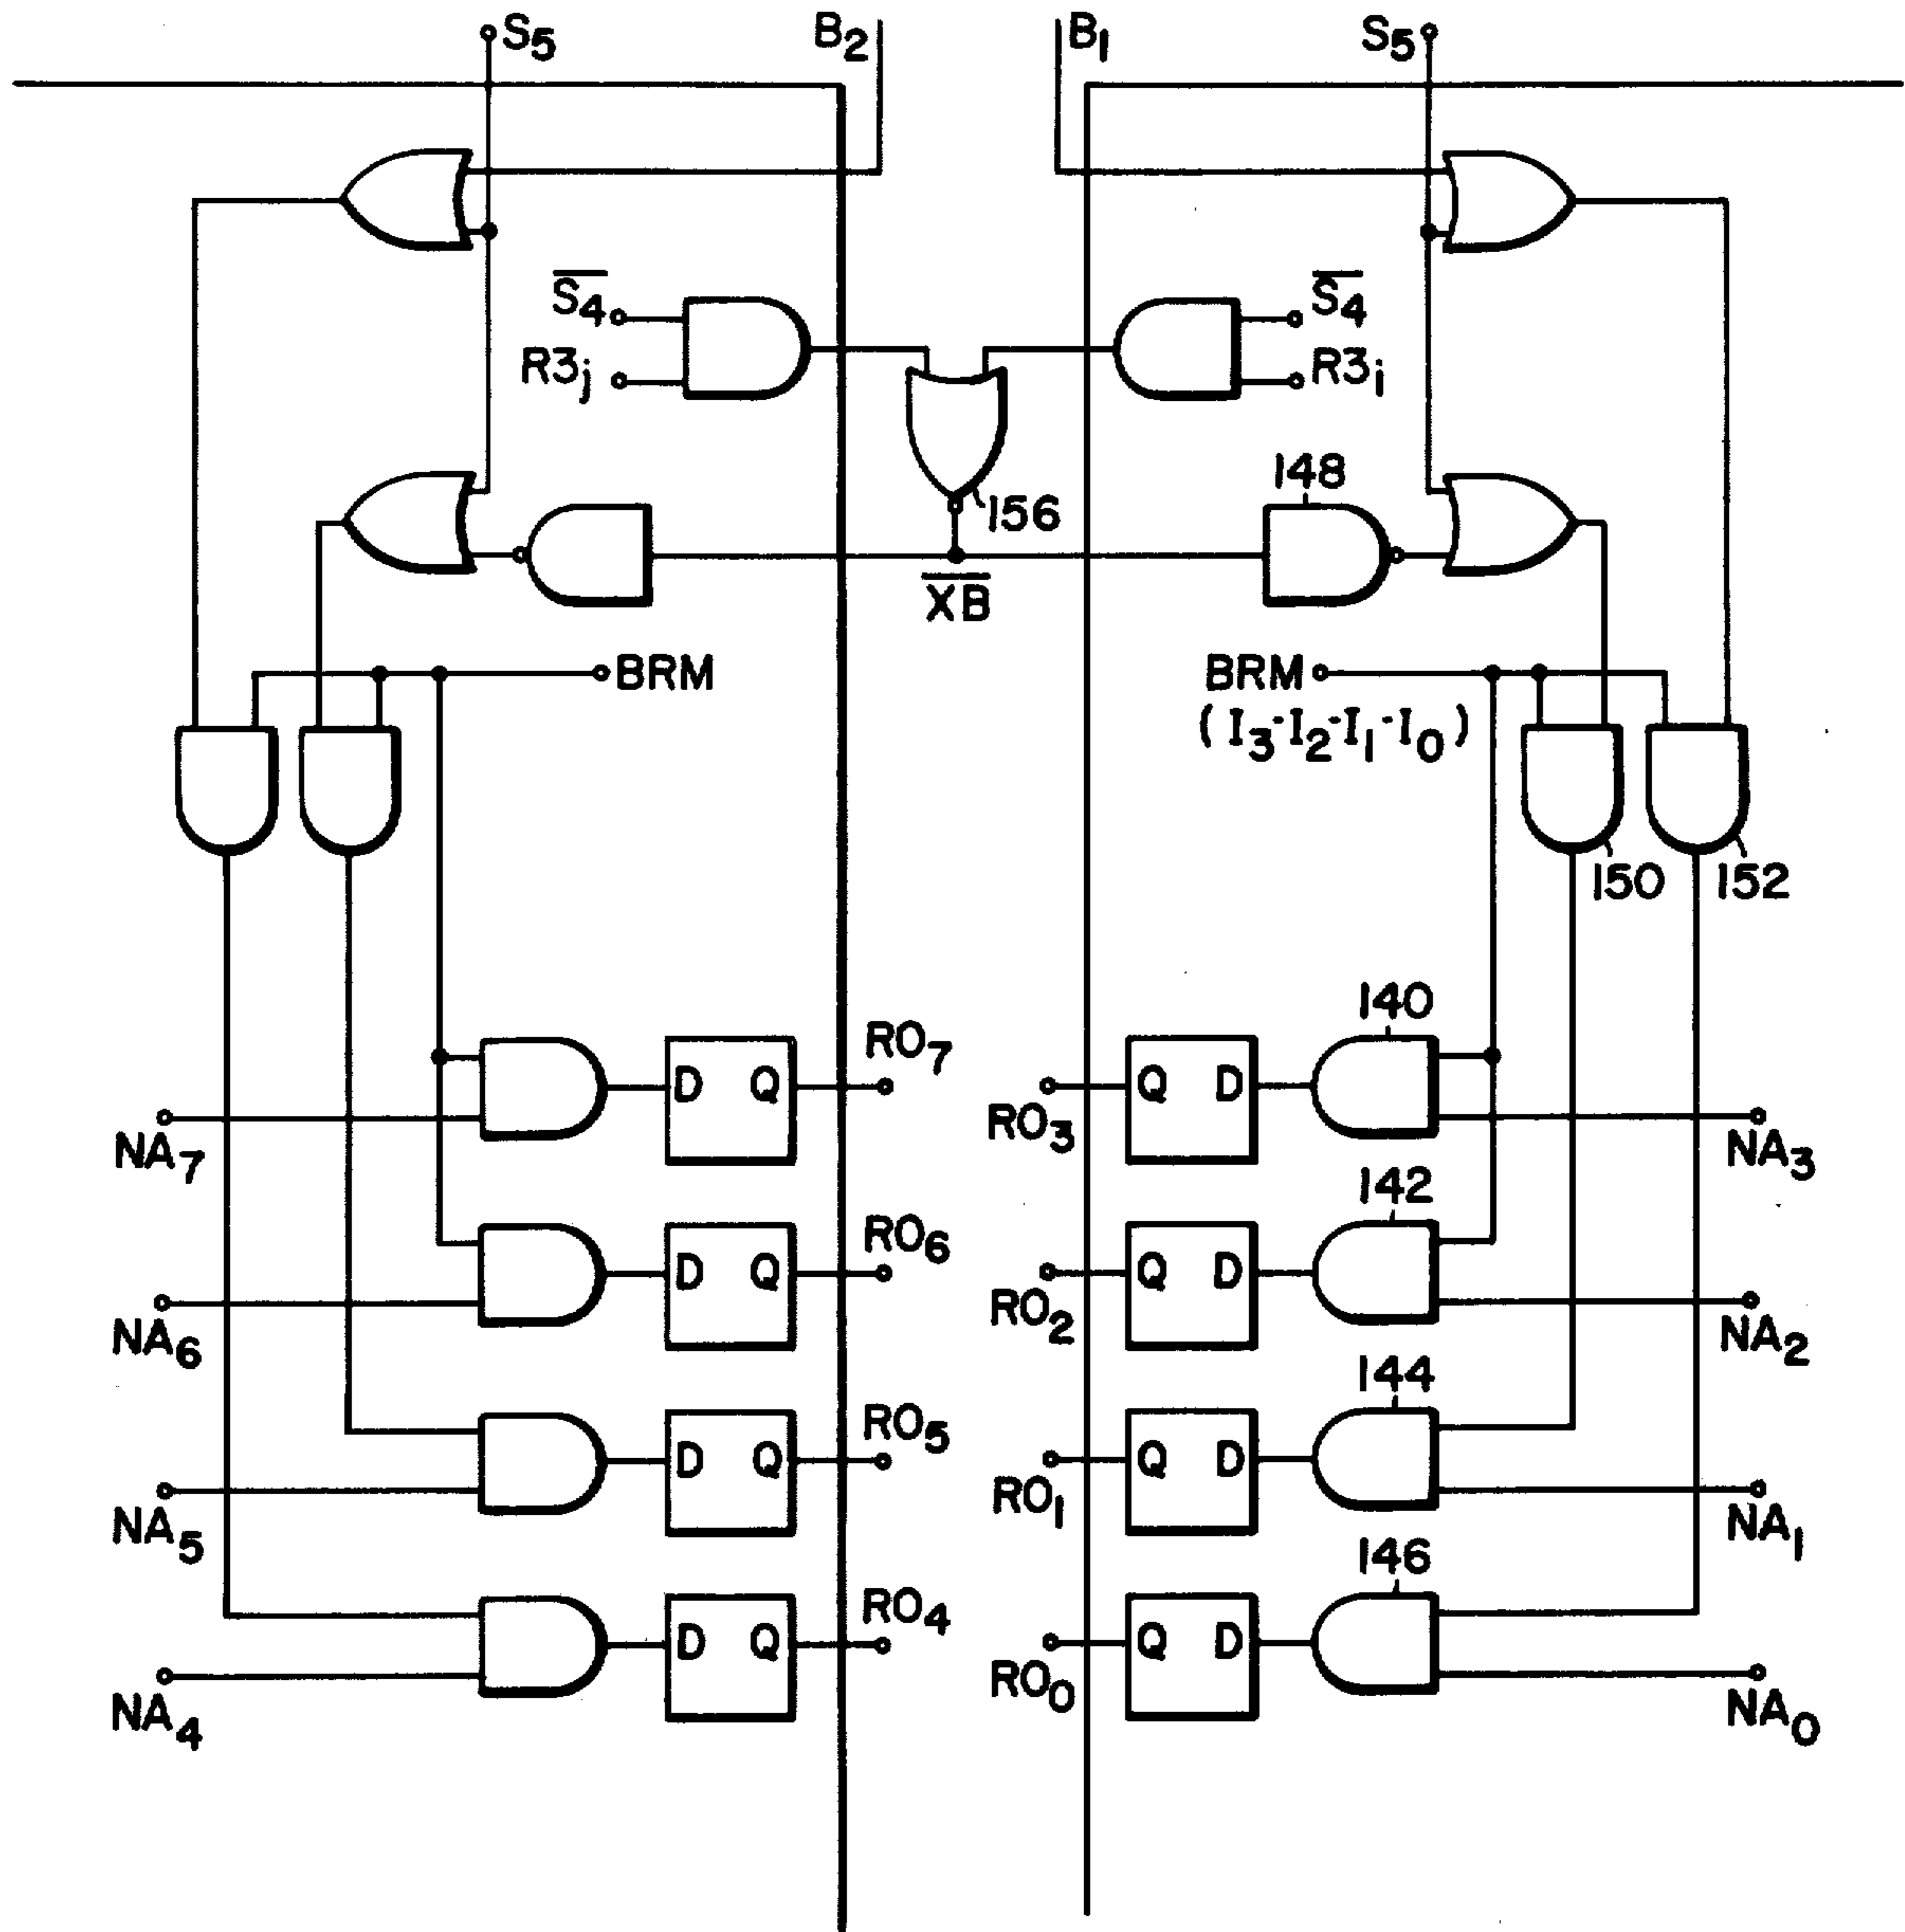 S5 B2 B1 S5
S4 S4
R3j R3i
148
156
XB
BRM BRM
(I3·I2·I1·I0)
150 152
140
RO7 D Q Q D
RO3
NA7 NA3
142
RO6 D Q Q D
RO2
NA6 NA2
144
RO5 D Q Q D
RO1
NA5 NA1
146
RO4 D Q Q D
RO0
NA4 NA0